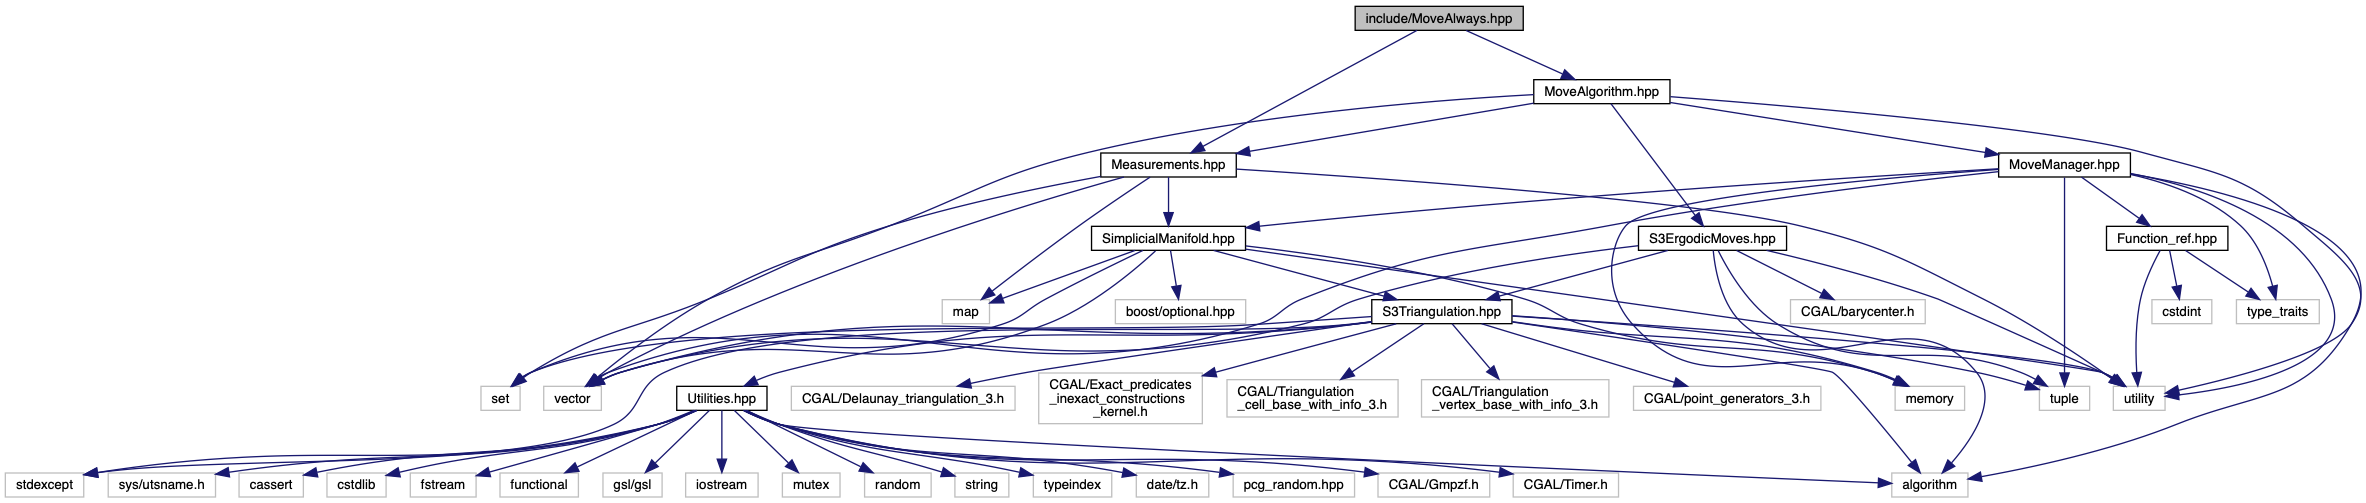 include/MoveAlways.hpp
MoveAlgorithm.hpp
Measurements.hpp
MoveManager.hpp
SimplicialManifold.hpp
S3ErgodicMoves.hpp
Function_ref.hpp
map
boost/optional.hpp
S3Triangulation.hpp
CGAL/barycenter.h
cstdint
type_traits
set
vector
Utilities.hpp
CGAL/Delaunay_triangulation_3.h
CGAL/Exact_predicates
_inexact_constructions
_kernel.h
CGAL/Triangulation
_cell_base_with_info_3.h
CGAL/Triangulation
_vertex_base_with_info_3.h
CGAL/point_generators_3.h
memory
tuple
utility
stdexcept
sys/utsname.h
cassert
cstdlib
fstream
functional
gsl/gsl
iostream
mutex
random
string
typeindex
date/tz.h
pcg_random.hpp
CGAL/Gmpzf.h
CGAL/Timer.h
algorithm